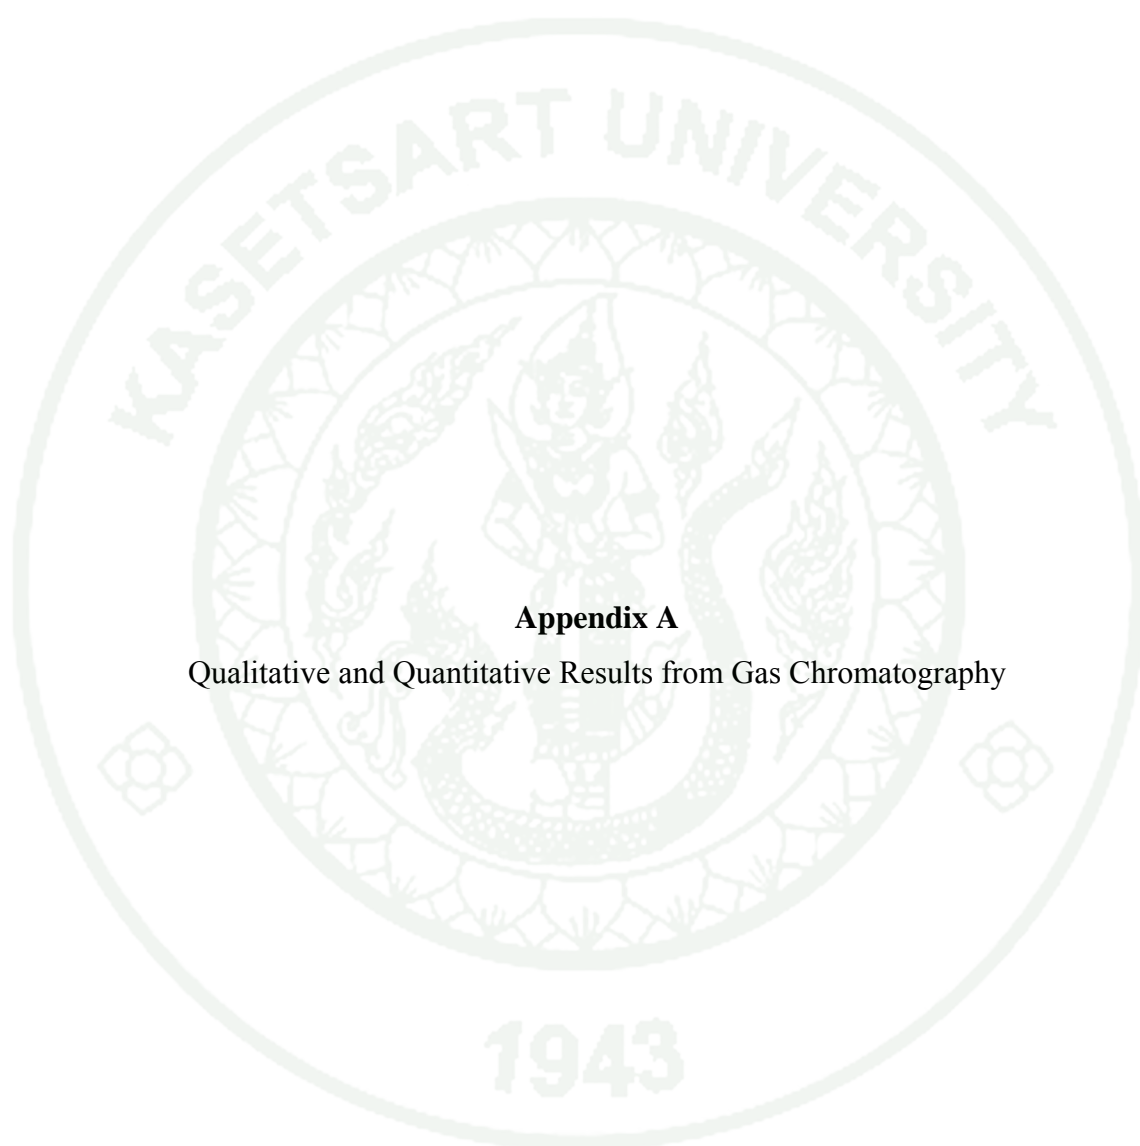 KASETSART UNIVERSITY
Appendix A
Qualitative and Quantitative Results from Gas Chromatography
1943